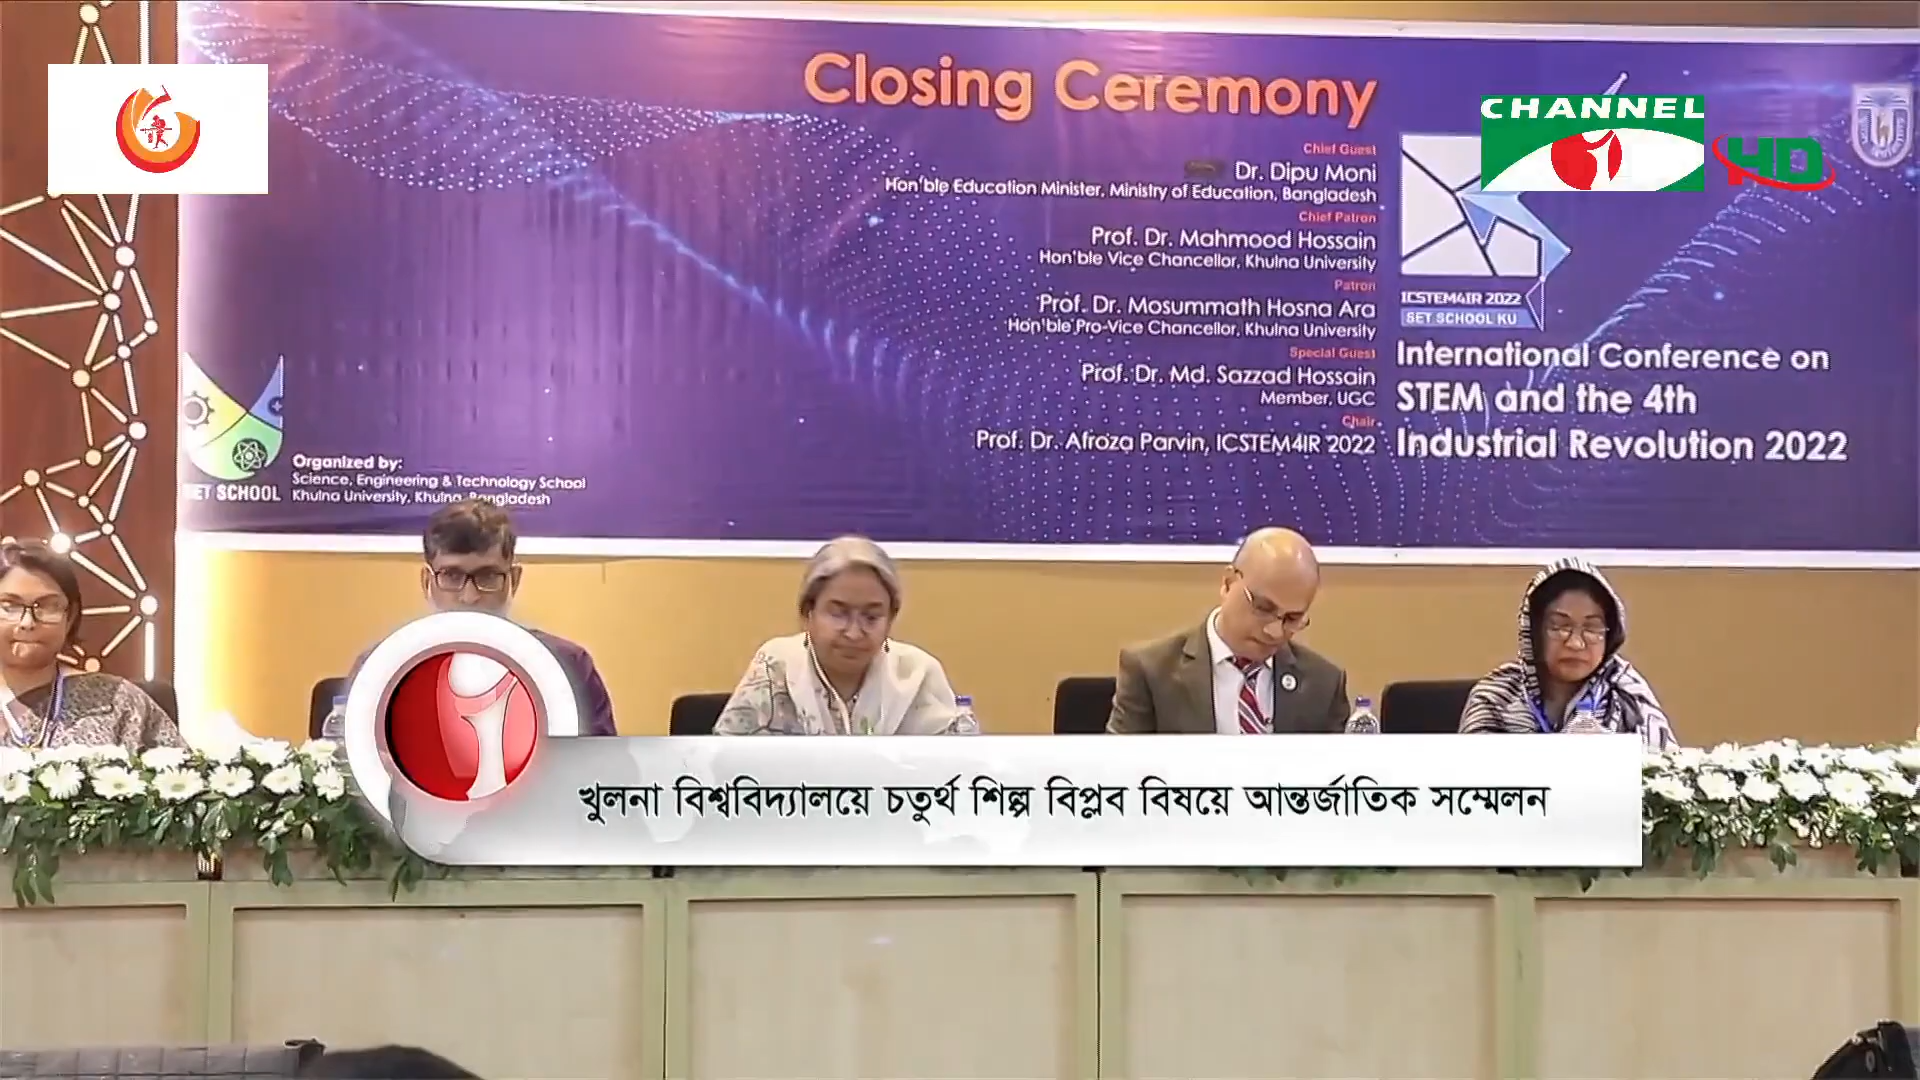 Closing Ceremony
Chief Guest
Dr. Dipu Moni
Hon'ble Education Minister, Ministry of Education, Bangladesh
Chief Patron
Prof. Dr. Mahmood Hossain
Hon'ble Vice Chancellor, Khulna University
Patron
Prof. Dr. Mosummath Hosna Ara
Hon'ble Pro-Vice Chancellor, Khulna University
Special Guest
Prof. Dr. Md. Sazzad Hossain
Member, UGC
Chair
Prof. Dr. Afroza Parvin, ICSTEM4IR 2022
CHANNEL
HD
ICSTEM4IR 2022
SET SCHOOL KU
International Conference on
STEM and the 4th
Industrial Revolution 2022
SET SCHOOL
Organized by:
Science, Engineering & Technology School
Khulna University, Khulna, Bangladesh
খুলনা বিশ্ববিদ্যালয়ে চতুর্থ শিল্প বিপ্লব বিষয়ে আন্তর্জাতিক সম্মেলন